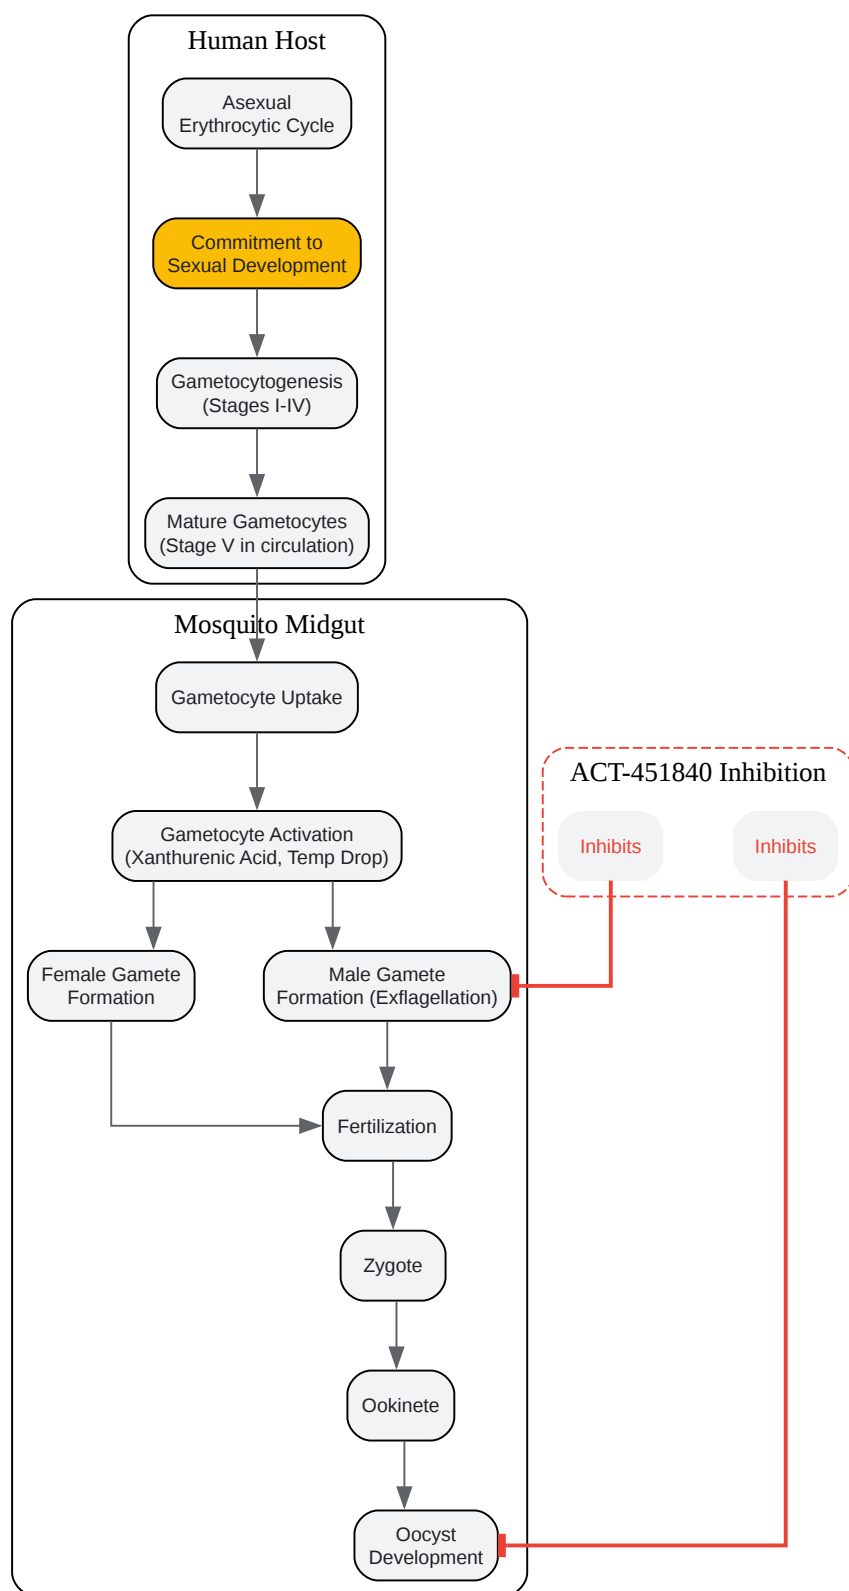 Human Host
Asexual
Erythrocytic Cycle
Commitment to
Sexual Development
Gametocytogenesis
(Stages I-IV)
Mature Gametocytes
(Stage V in circulation)
Mosquito Midgut
Gametocyte Uptake
ACT-451840 Inhibition
Gametocyte Activation
(Xanthurenic Acid, Temp Drop)
Inhibits
Inhibits
Female Gamete
Formation
Male Gamete
Formation (Exflagellation)
Fertilization
Zygote
Ookinete
Oocyst
Development